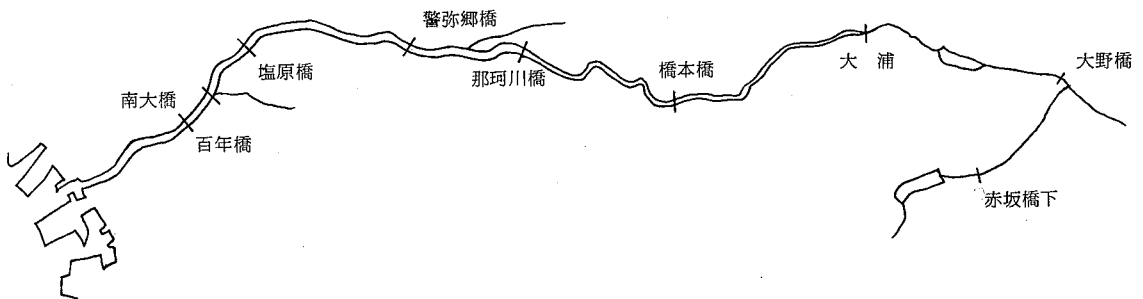 警弥郷橋
塩原橋
那珂川橋
橋本橋
大浦
大野橋
南大橋
百年橋
赤坂橋下